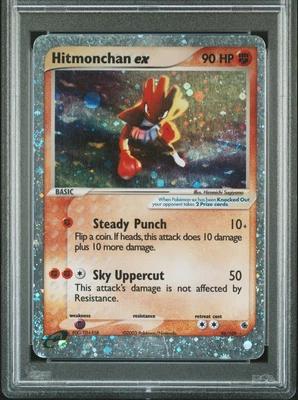 Hitmonchan ex 90 HP
Illus. Hironobu Sugiyama
BASIC
When Pokémon-ex has been Knocked Out
your opponent takes 2 Prize cards.
Steady Punch 10+
Flip a coin. If heads, this attack does 10 damage
plus 10 more damage.
Sky Uppercut 50
This attack's damage is not affected by
Resistance.
weakness resistance retreat cost